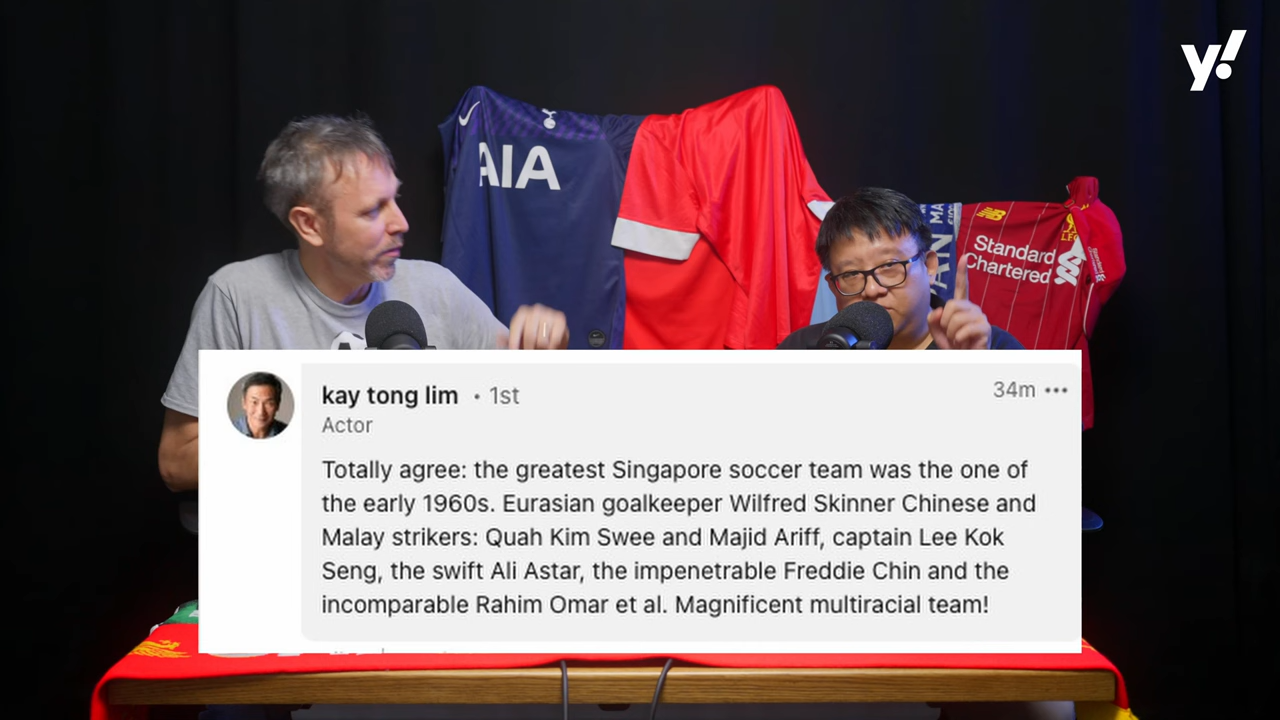 y!
AIA
Standard
Chartered
kay tong lim • 1st
34m •••
Actor
Totally agree: the greatest Singapore soccer team was the one of
the early 1960s. Eurasian goalkeeper Wilfred Skinner Chinese and
Malay strikers: Quah Kim Swee and Majid Ariff, captain Lee Kok
Seng, the swift Ali Astar, the impenetrable Freddie Chin and the
incomparable Rahim Omar et al. Magnificent multiracial team!